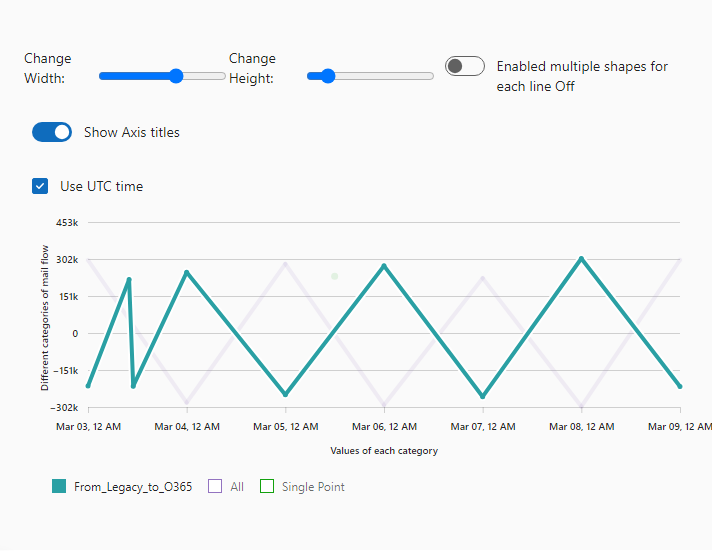 Change
Width:
Change
Height:
Enabled multiple shapes for
each line Off
Show Axis titles
Use UTC time
453k
302k
151k
0
−151k
−302k
Different categories of mail flow
Mar 03, 12 AM
Mar 04, 12 AM
Mar 05, 12 AM
Mar 06, 12 AM
Mar 07, 12 AM
Mar 08, 12 AM
Mar 09, 12 AM
Values of each category
From_Legacy_to_O365
All
Single Point